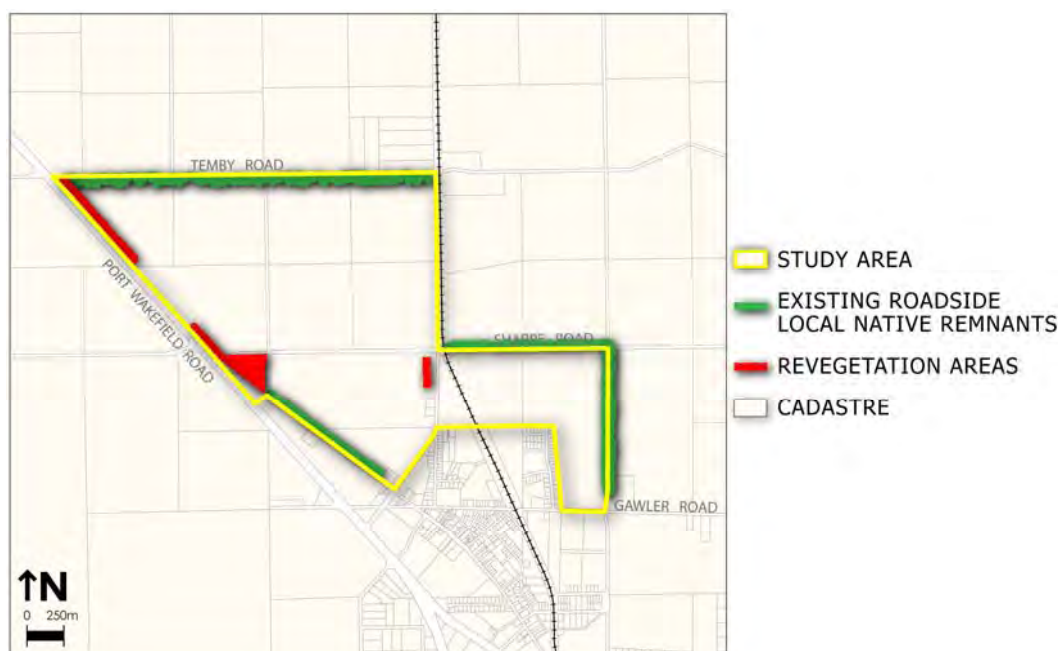 TEMBY ROAD
PORT WAKEFIELD ROAD
SHARPE ROAD
GAWLER ROAD
N
0 250m
STUDY AREA
EXISTING ROADSIDE
LOCAL NATIVE REMNANTS
REVEGETATION AREAS
CADASTRE